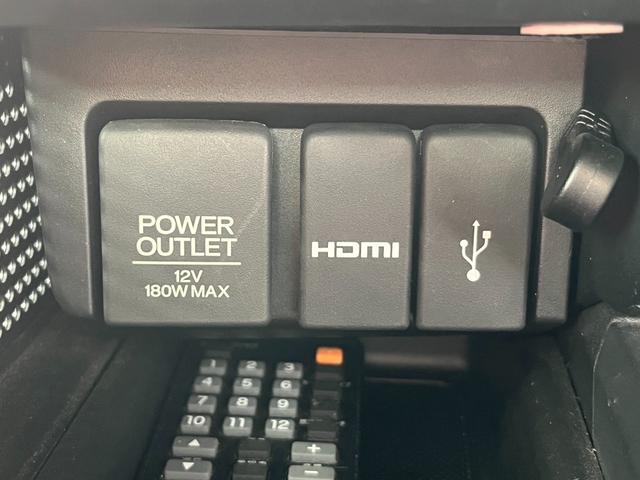 POWER
OUTLET
12V
180W MAX
HDMI
1 2 3
4 5 6
7 8 9
10 11 12
+
−